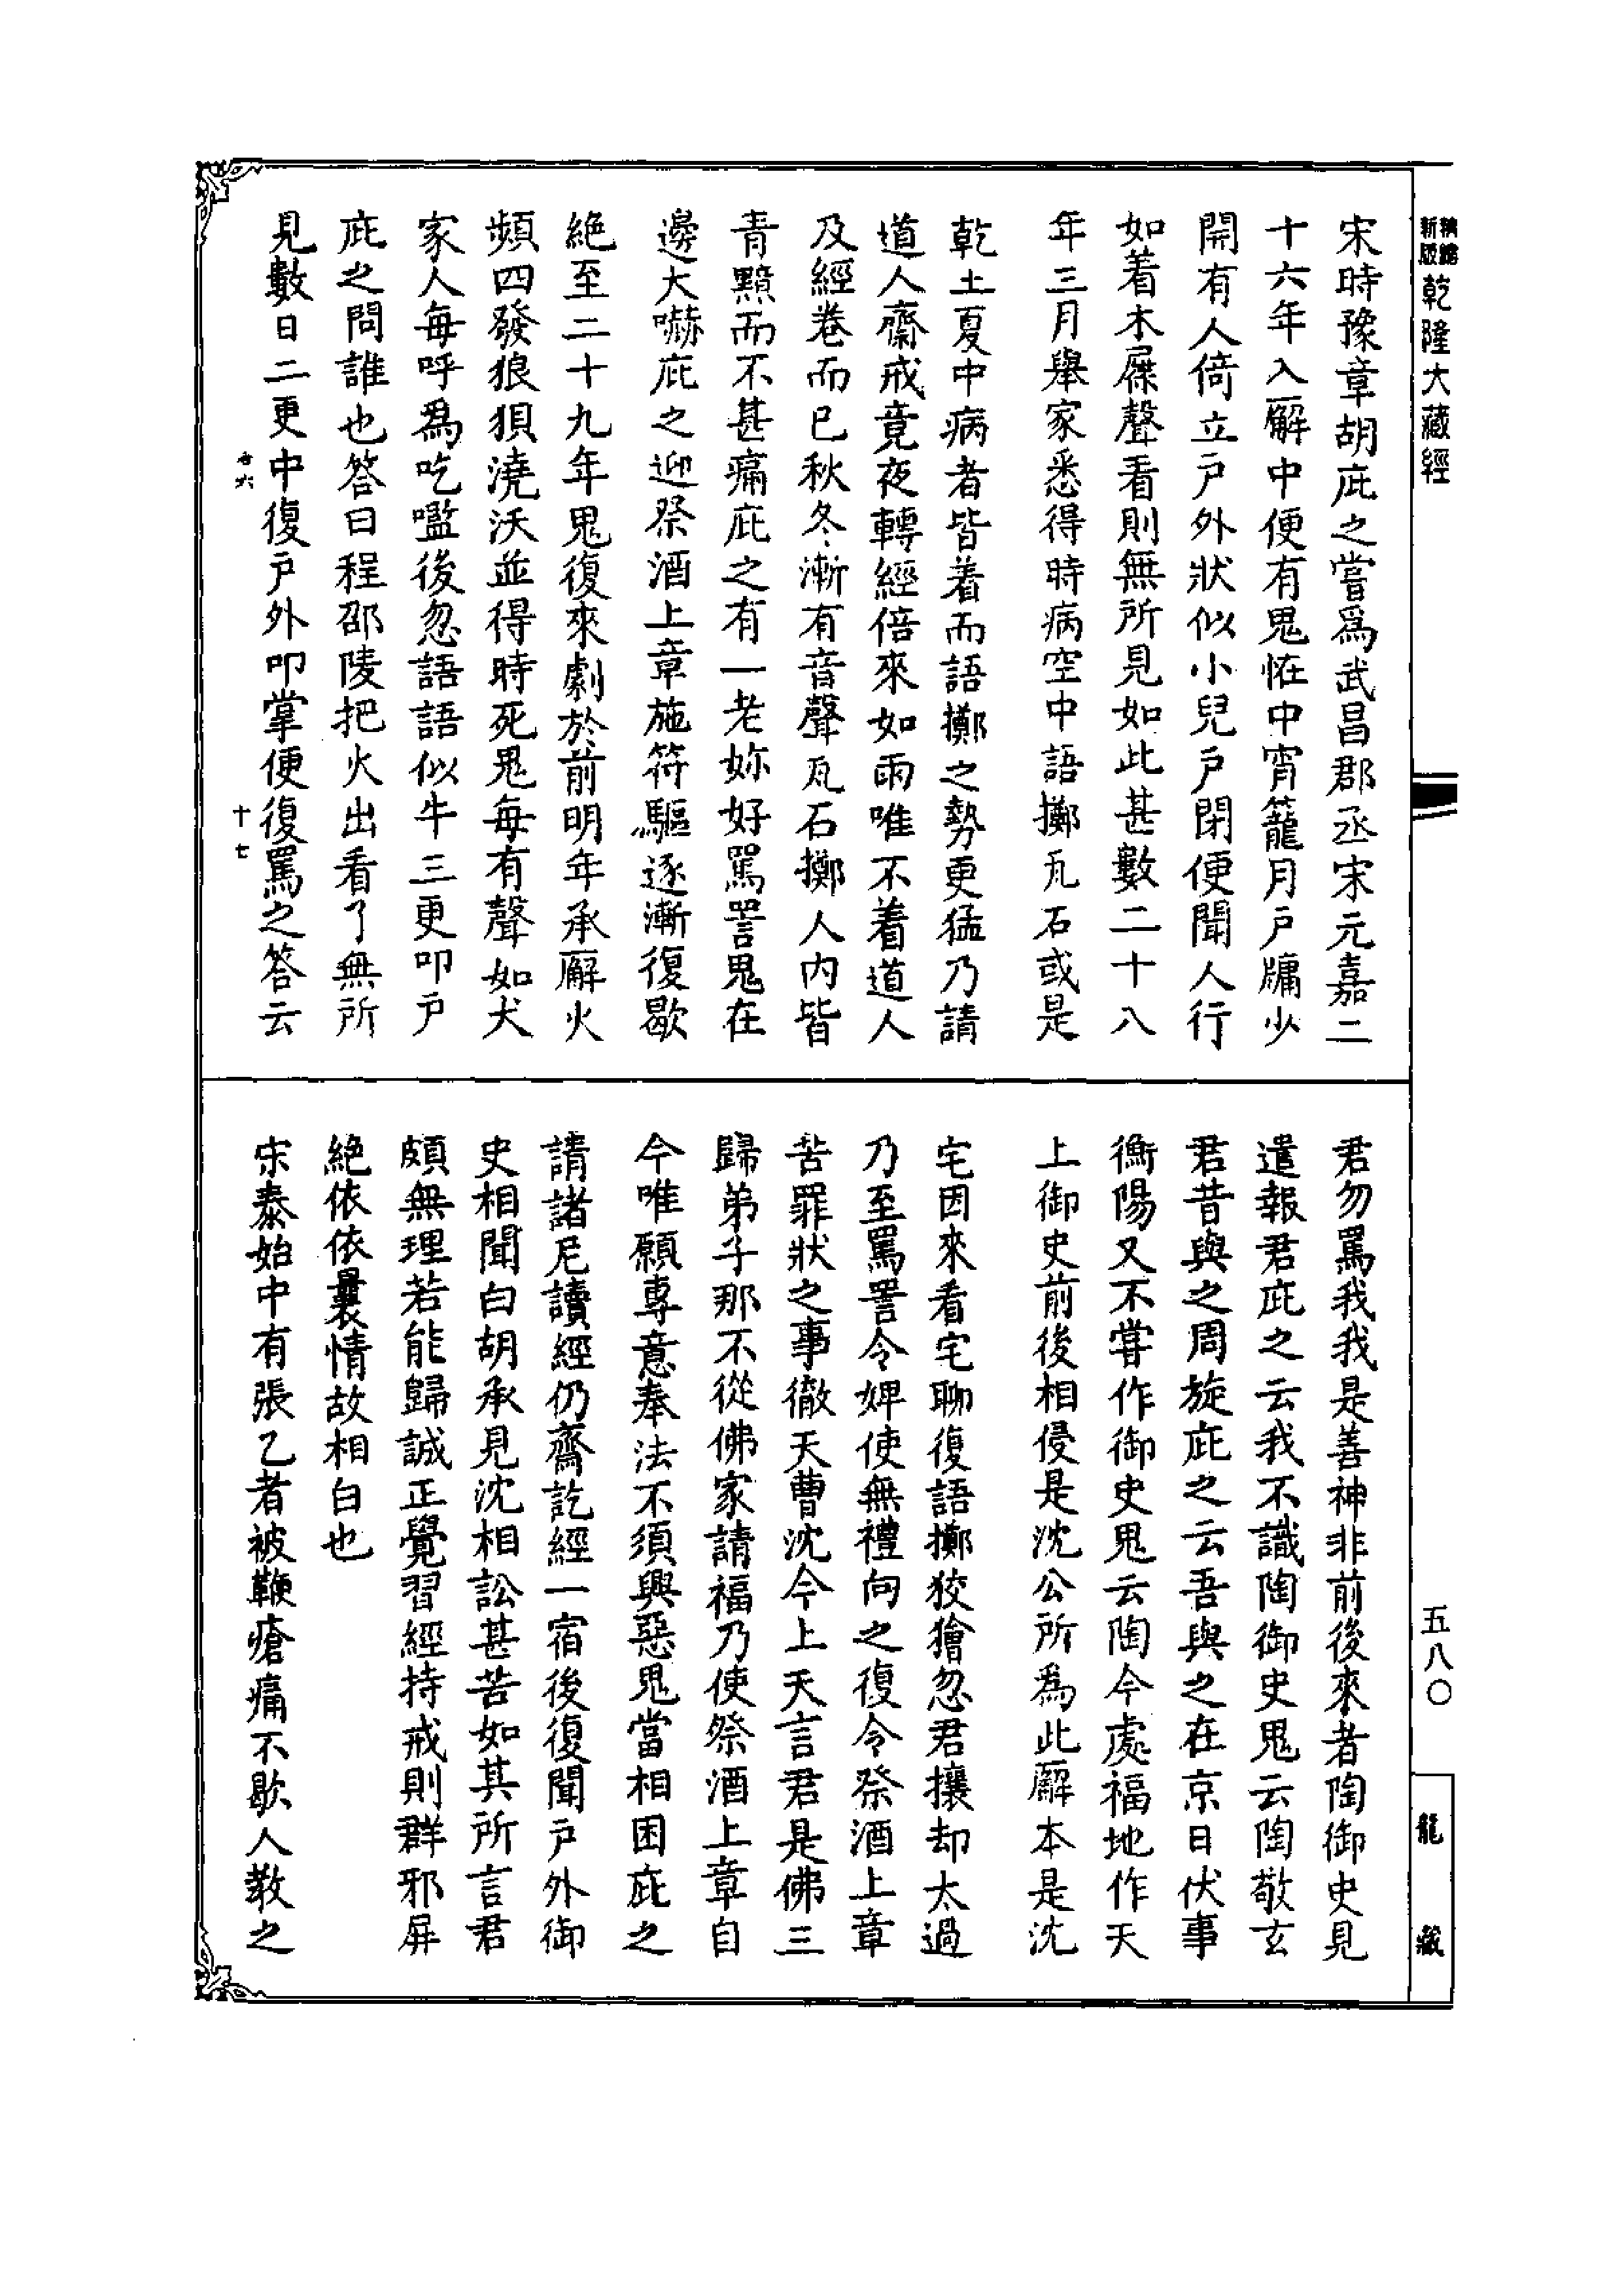 新版
精縮
乾隆大藏經
宋時豫章胡庇之嘗爲武昌郡丞宋元嘉二
十六年入廨中便有鬼怪中宵籠月戶牖少
開有人倚立戶外狀似小兒戶閉便聞人行
如着木屧聲看則無所見如此甚數二十八
年三月舉家悉得時病空中語擲瓦石或是
乾土夏中病者皆着而語擲之勢更猛乃請
道人齋戒竟夜轉經倍來如雨唯不着道人
及經卷而已秋冬漸有音聲瓦石擲人內皆
青黶而不甚痛庇之有一老妳好罵詈鬼在
邊大嚇庇之迎祭酒上章施符驅逐漸復歇
絕至二十九年鬼復來劇於前明年承廨火
頻四發狼狽澆沃並得時死鬼每有聲如犬
家人每呼爲吃嚂後忽語語似牛三更叩戶
庇之問誰也答曰程邵陵把火出看了無所
見數日二更中復戶外叩掌便復罵之答云
十七
君勿罵我我是善神非前後來者陶御史見
遣報君庇之云我不識陶御史鬼云陶敬玄
君昔與之周旋庇之云吾與之在京日伏事
衡陽又不嘗作御史鬼云陶今處福地作天
上御史前後相侵是沈公所爲此廨本是沈
宅因來看宅聊復語擲狡獪忽君攘却太過
乃至罵詈令婢使無禮向之復令祭酒上章
苦罪狀之事徹天曹沈今上天言君是佛三
歸弟子那不從佛家請福乃使祭酒上章自
今唯願專意奉法不須興惡鬼當相困庇之
請諸尼讀經仍齋訖經一宿後復聞戶外御
史相聞白胡承見沈相訟甚苦如其所言君
頗無理若能歸誠正覺習經持戒則群邪屏
絕依依曩情故相白也
宋泰始中有張乙者被鞭瘡痛不歇人教之
五八〇
龍藏